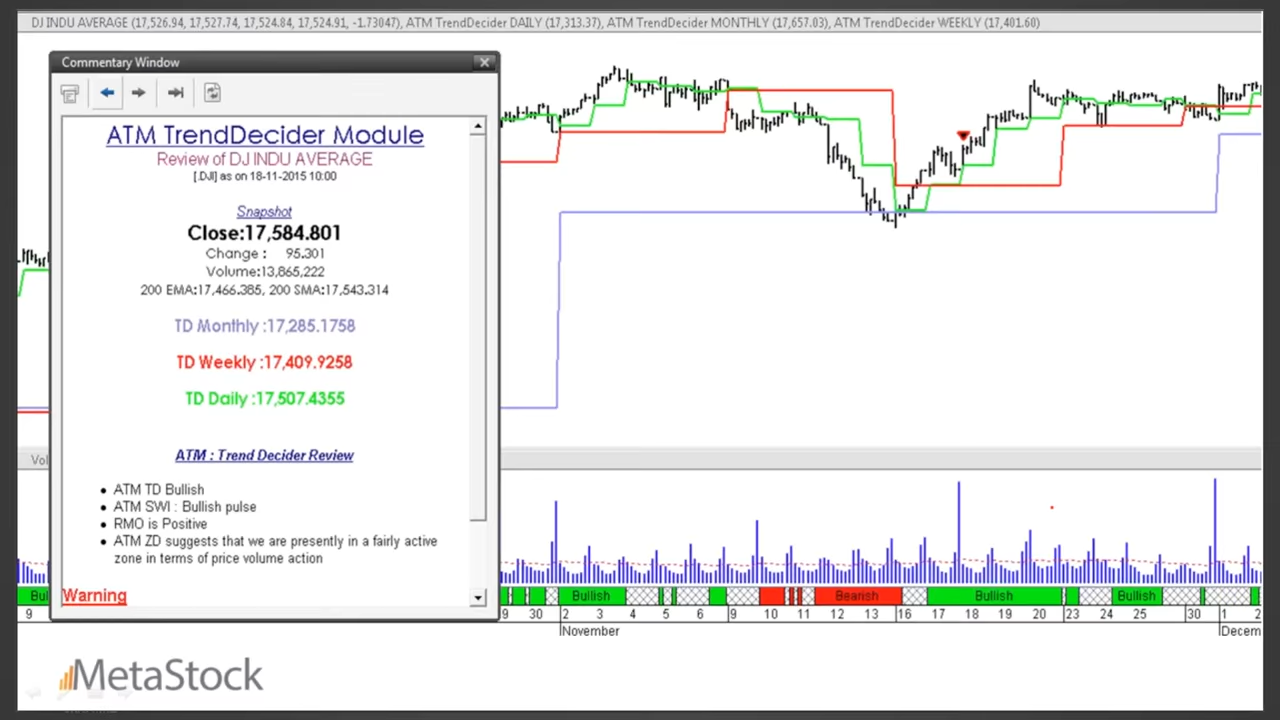 DJ INDU AVERAGE (17,526.94, 17,527.74, 17,524.84, 17,524.91, -1.73047), ATM TrendDecider DAILY (17,313.37), ATM TrendDecider MONTHLY (17,657.03), ATM TrendDecider WEEKLY (17,401.60)
Commentary Window
ATM TrendDecider Module
Review of DJ INDU AVERAGE
[.DJI] as on 18-11-2015 10:00
Snapshot
Close:17,584.801
Change : 95.301
Volume:13,865,222
200 EMA:17,466.385, 200 SMA:17,543.314
TD Monthly :17,285.1758
TD Weekly :17,409.9258
TD Daily :17,507.4355
ATM : Trend Decider Review
• ATM TD Bullish
• ATM SWI : Bullish pulse
• RMO is Positive
• ATM ZD suggests that we are presently in a fairly active
zone in terms of price volume action
Warning
Vol
Bul Bullish Bearish Bullish Bullish
9 9 30 2 3 4 5 6 9 10 11 12 13 16 17 18 19 20 23 24 25 30 1 2
November Decem
MetaStock